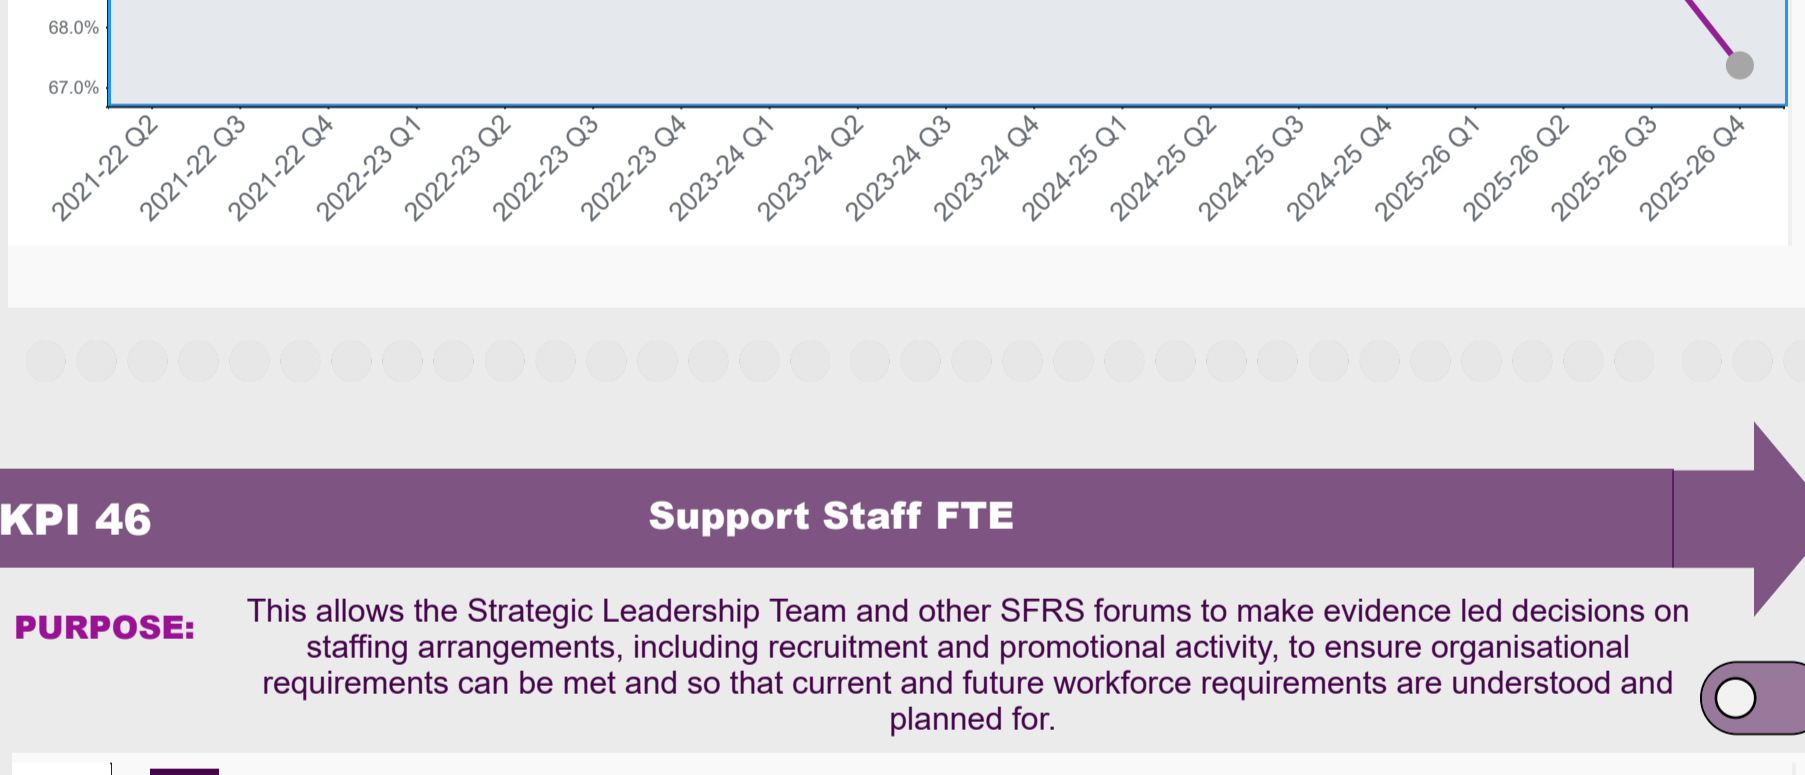 68.0%
67.0%
2021-22 Q2
2021-22 Q3
2021-22 Q4
2022-23 Q1
2022-23 Q2
2022-23 Q3
2022-23 Q4
2023-24 Q1
2023-24 Q2
2023-24 Q3
2023-24 Q4
2024-25 Q1
2024-25 Q2
2024-25 Q3
2024-25 Q4
2025-26 Q1
2025-26 Q2
2025-26 Q3
2025-26 Q4
KPI 46
Support Staff FTE
PURPOSE:
This allows the Strategic Leadership Team and other SFRS forums to make evidence led decisions on
staffing arrangements, including recruitment and promotional activity, to ensure organisational
requirements can be met and so that current and future workforce requirements are understood and
planned for.